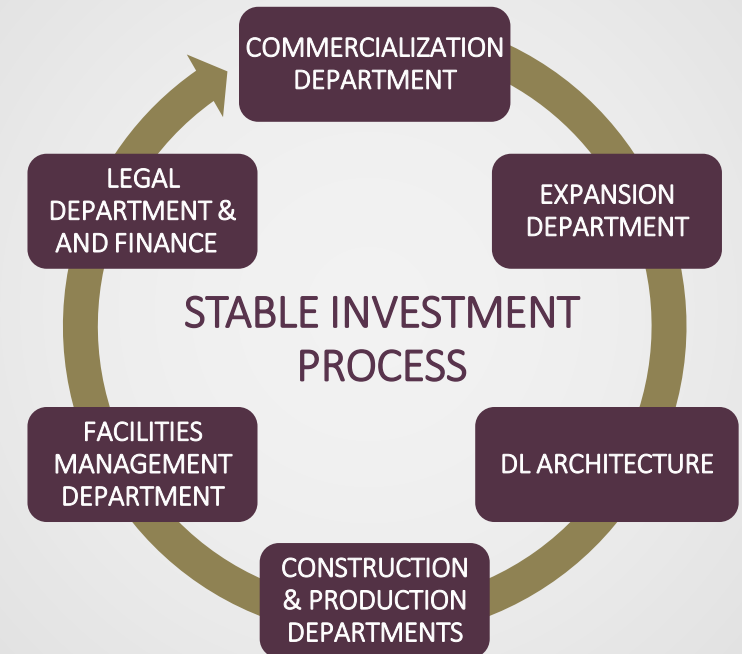 COMMERCIALIZATION
DEPARTMENT
EXPANSION
DEPARTMENT
DL ARCHITECTURE
CONSTRUCTION
& PRODUCTION
DEPARTMENTS
FACILITIES
MANAGEMENT
DEPARTMENT
LEGAL
DEPARTMENT &
AND FINANCE
STABLE INVESTMENT
PROCESS